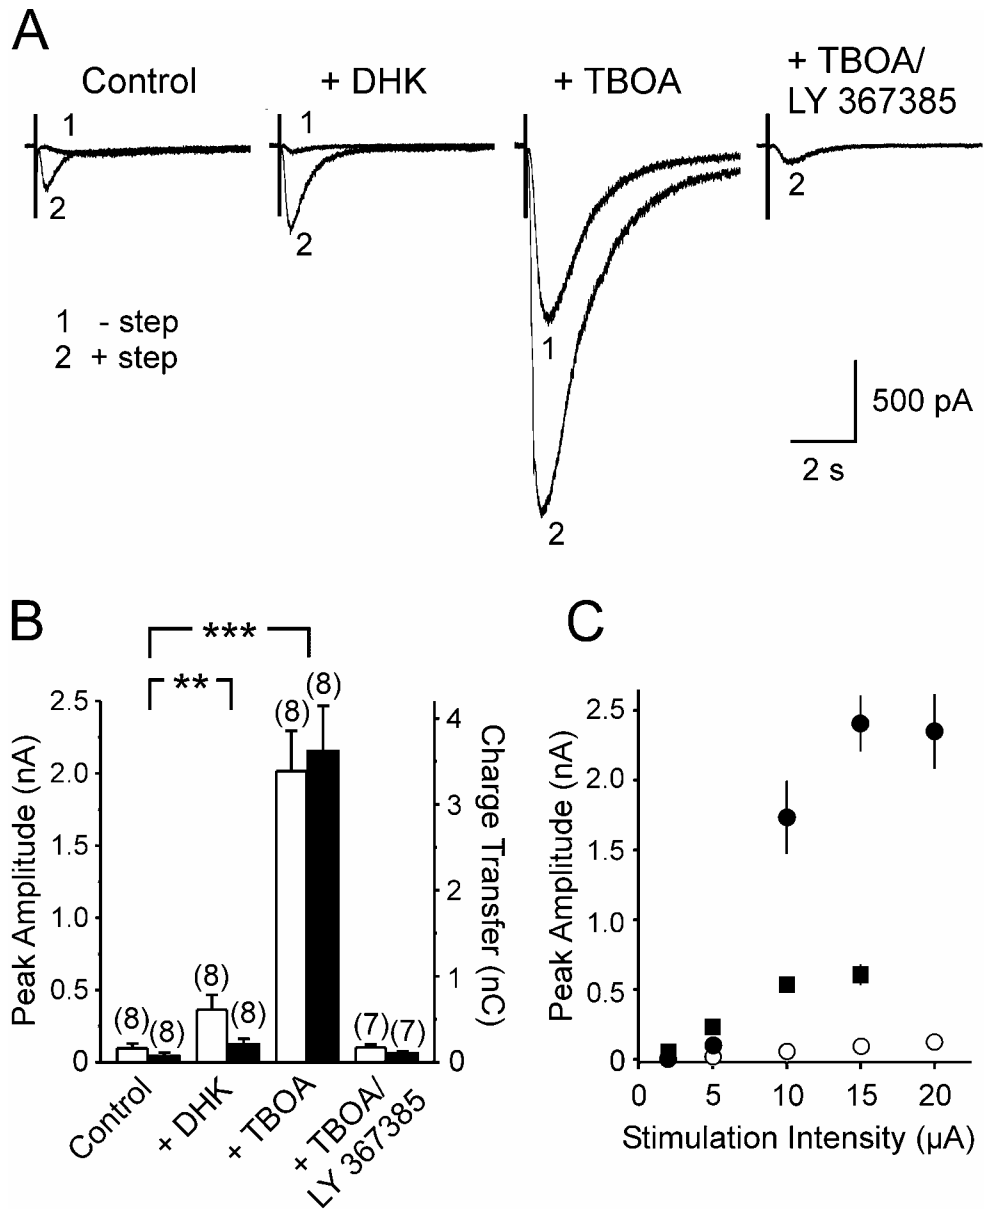 A
Control
+ DHK
+ TBOA
+ TBOA/
LY 367385
1
2
1
2
1
2
2
1 - step
2 + step
500 pA
2 s
B
***
**
Peak Amplitude (nA)
2.5
2.0
1.5
1.0
0.5
0
(8)
(8)
(8)
(8)
(8)
(8)
(7)
(7)
4
3
2
1
0
Charge Transfer (nC)
Control
+ DHK
+ TBOA
+ TBOA/
LY 367385
C
Peak Amplitude (nA)
2.5
2.0
1.5
1.0
0.5
0
0
5
10
15
20
Stimulation Intensity (µA)